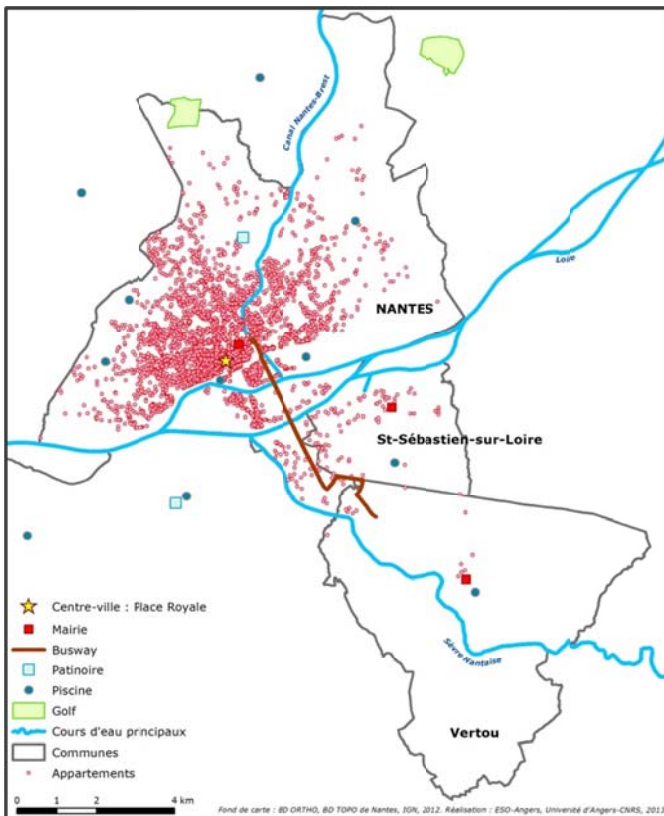 Canal Nantes-Brest
Loire
NANTES
St-Sébastien-sur-Loire
Sèvre Nantaise
Vertou
Centre-ville : Place Royale
Mairie
Busway
Patinoire
Piscine
Golf
Cours d'eau principaux
Communes
Appartements
0 1 2 4 km
Fond de carte : BD ORTHO, BD TOPO de Nantes, IGN, 2012. Réalisation : ESO-Angers, Université d'Angers-CNRS, 2013